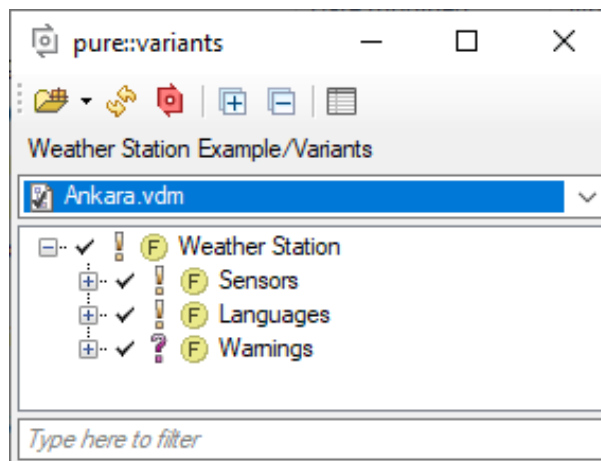 pure::variants
Weather Station Example/Variants
Ankara.vdm
F Weather Station
F Sensors
F Languages
F Warnings
Type here to filter